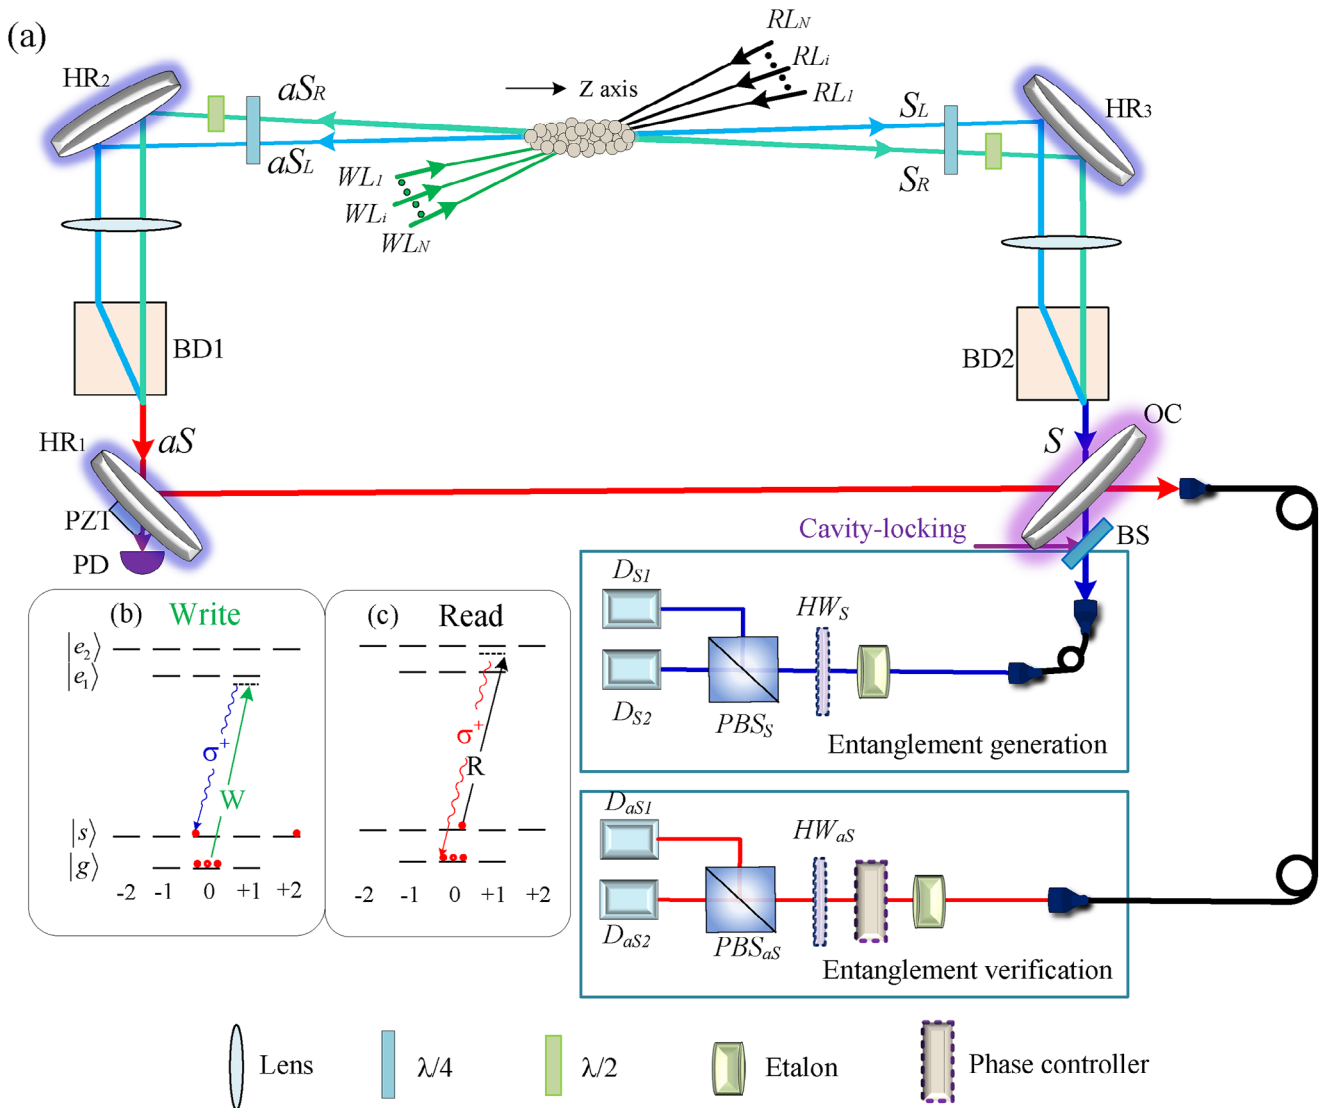 (a)
HR2
aSR
aSL
Z axis
RLN
RLi
RL1
WL1
WLi
WLN
SL
SR
HR3
BD1
BD2
OC
HR1
aS
S
PZT
PD
Cavity-locking
BS
(b) Write
|e2⟩
|e1⟩
σ+
W
|s⟩
|g⟩
-2 -1 0 +1 +2
(c) Read
σ+
R
-2 -1 0 +1 +2
DS1
DS2
PBSS
HWS
Entanglement generation
DaS1
DaS2
PBSaS
HWaS
Entanglement verification
Lens
λ/4
λ/2
Etalon
Phase controller